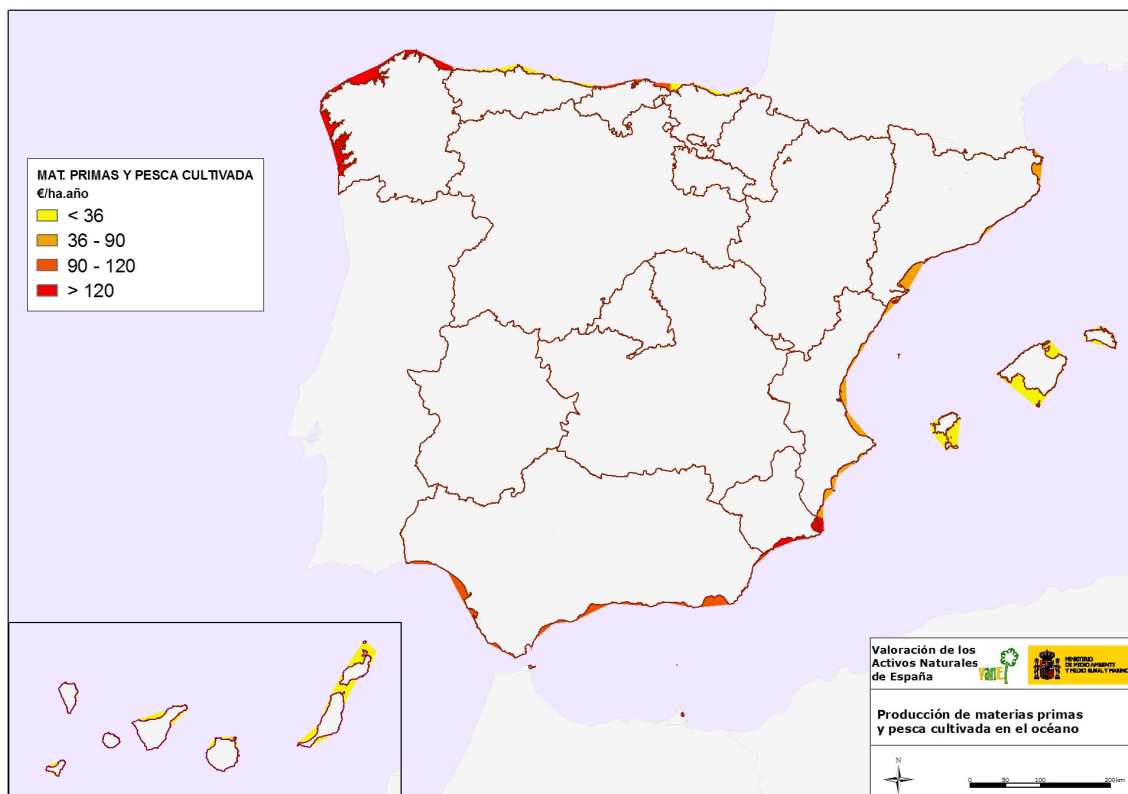 MAT. PRIMAS Y PESCA CULTIVADA
€/ha.año
< 36
36 - 90
90 - 120
> 120
Valoración de los
Activos Naturales
de España
vanE
MINISTERIO
DE MEDIO AMBIENTE
Y MEDIO RURAL Y MARINO
Producción de materias primas
y pesca cultivada en el océano
N
0 50 100 200km